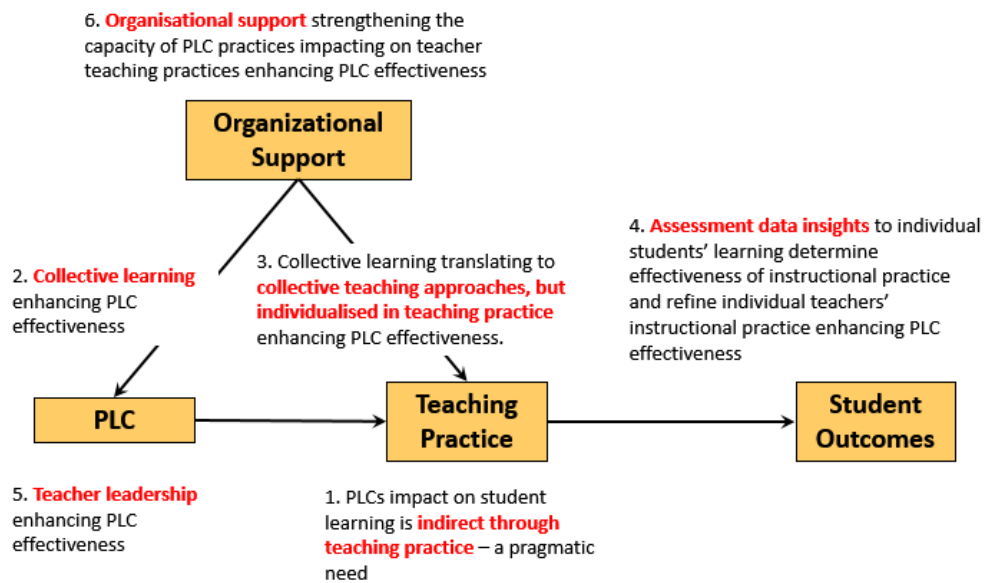 6. Organisational support strengthening the
capacity of PLC practices impacting on teacher
teaching practices enhancing PLC effectiveness
Organizational
Support
4. Assessment data insights to individual
students' learning determine
effectiveness of instructional practice
and refine individual teachers'
instructional practice enhancing PLC
effectiveness
2. Collective learning
enhancing PLC
effectiveness
3. Collective learning translating to
collective teaching approaches, but
individualised in teaching practice
enhancing PLC effectiveness.
PLC
Teaching
Practice
Student
Outcomes
5. Teacher leadership
enhancing PLC
effectiveness
1. PLCs impact on student
learning is indirect through
teaching practice – a pragmatic
need